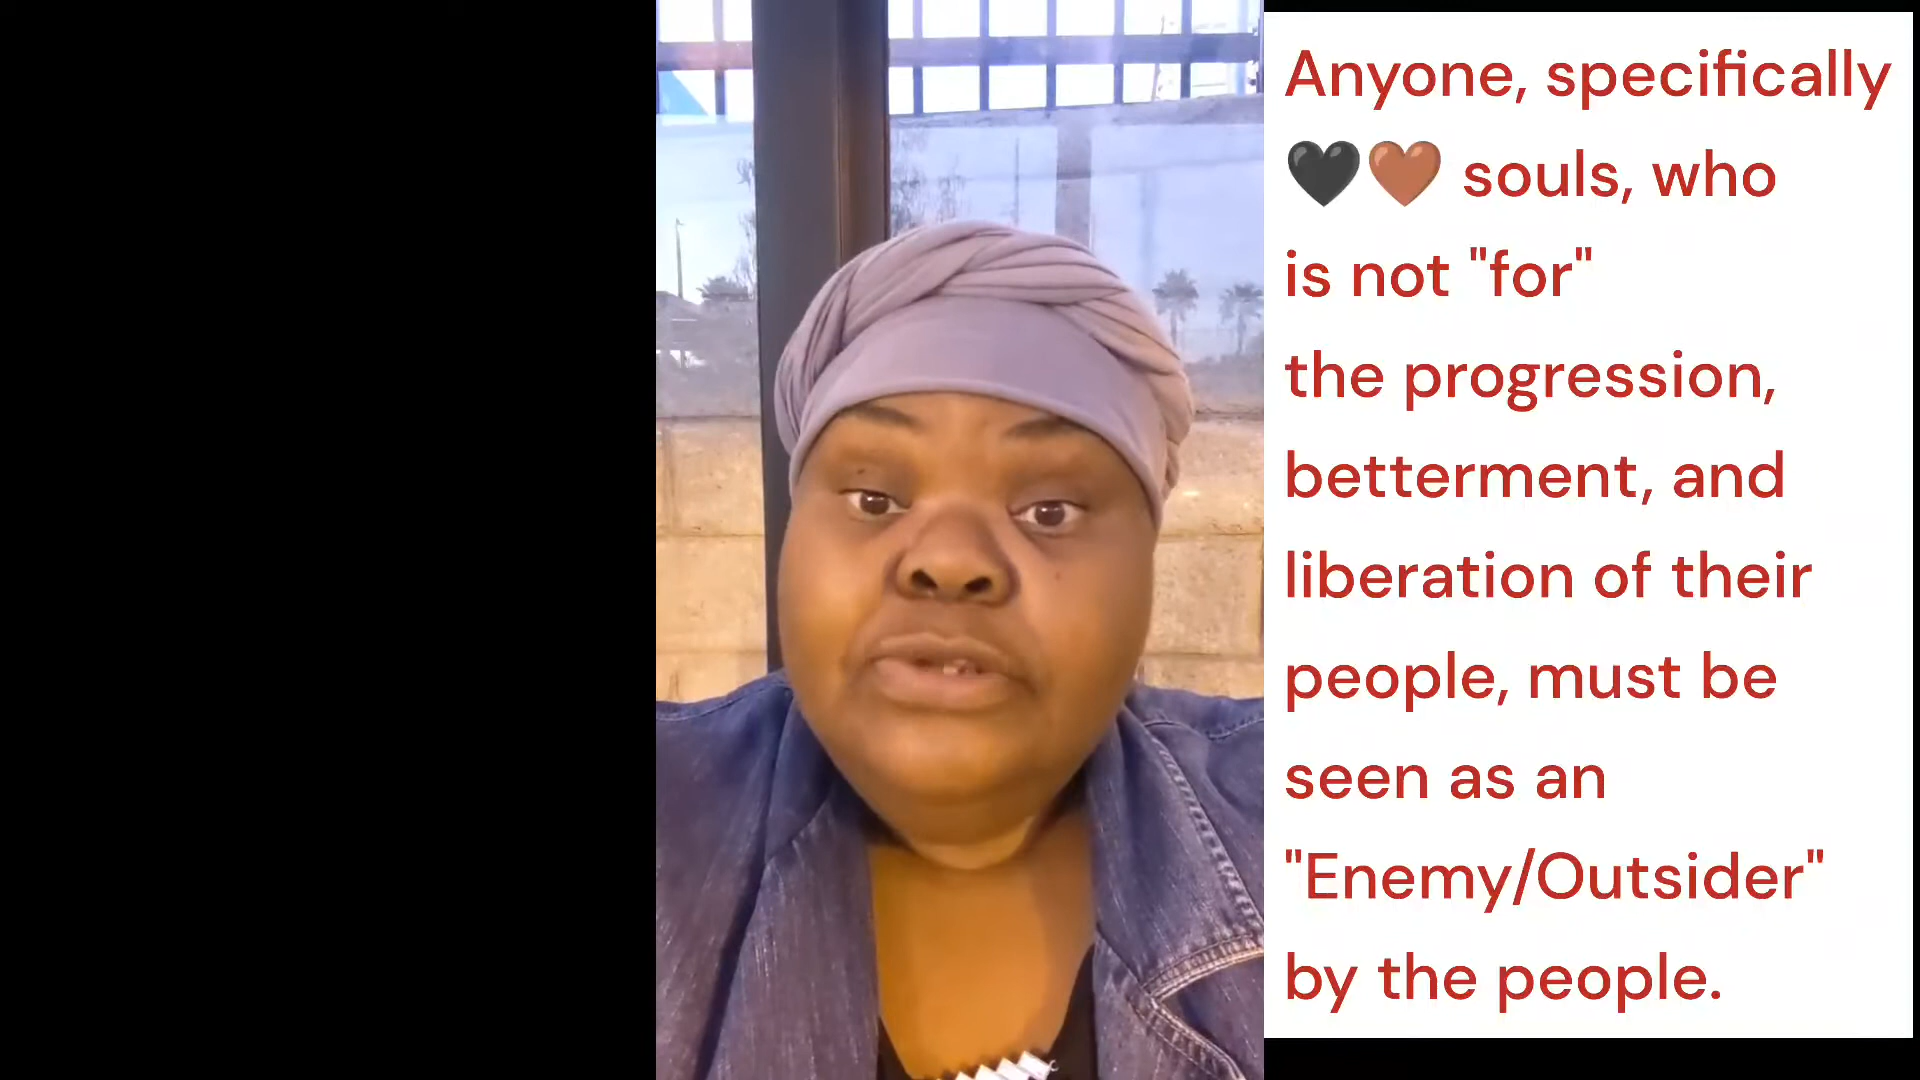 Anyone, specifically
🖤🤎 souls, who
is not "for"
the progression,
betterment, and
liberation of their
people, must be
seen as an
"Enemy/Outsider"
by the people.